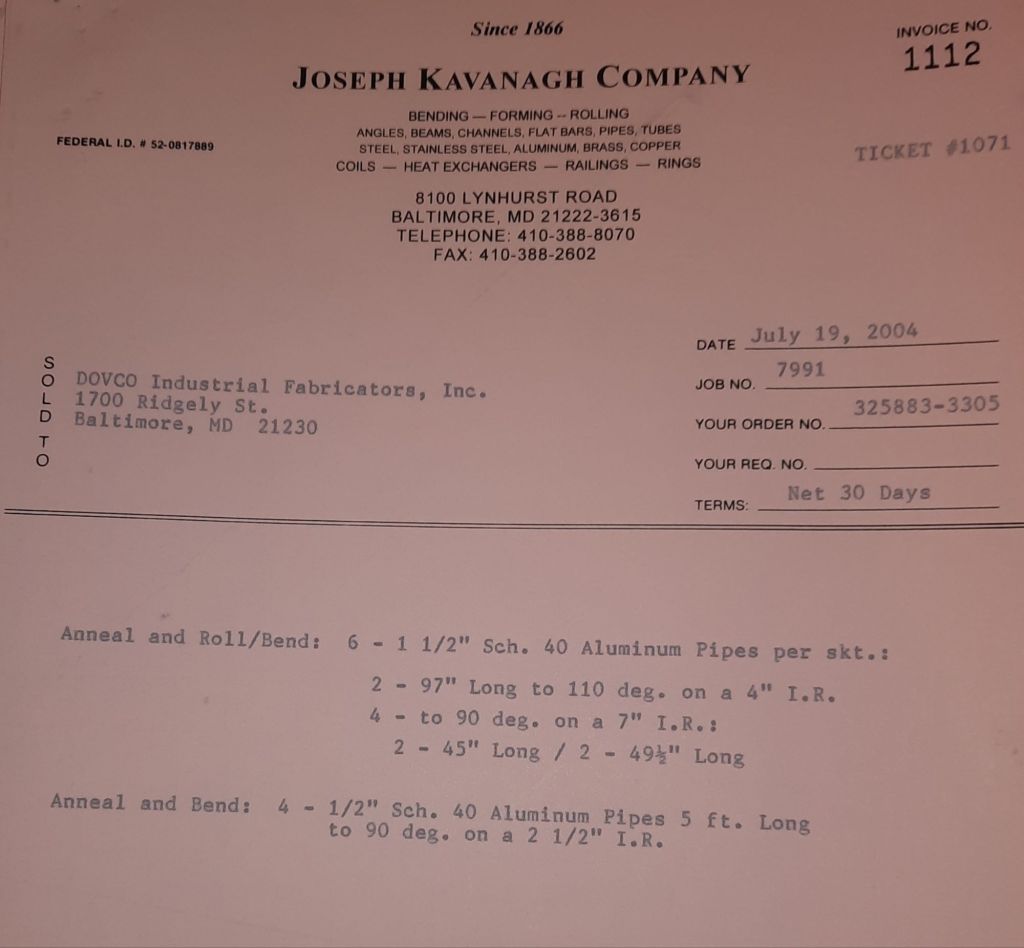 Since 1866
INVOICE NO.
1112
JOSEPH KAVANAGH COMPANY
BENDING — FORMING -- ROLLING
ANGLES, BEAMS, CHANNELS, FLAT BARS, PIPES, TUBES
STEEL, STAINLESS STEEL, ALUMINUM, BRASS, COPPER
COILS — HEAT EXCHANGERS — RAILINGS — RINGS
FEDERAL I.D. # 52-0817889
TICKET #1071
8100 LYNHURST ROAD
BALTIMORE, MD 21222-3615
TELEPHONE: 410-388-8070
FAX: 410-388-2602
SOLD TO
DOVCO Industrial Fabricators, Inc.
1700 Ridgely St.
Baltimore, MD 21230
DATE July 19, 2004
JOB NO. 7991
YOUR ORDER NO. 325883-3305
YOUR REQ. NO.
TERMS: Net 30 Days
Anneal and Roll/Bend: 6 - 1 1/2" Sch. 40 Aluminum Pipes per skt.:
2 - 97" Long to 110 deg. on a 4" I.R.
4 - to 90 deg. on a 7" I.R.:
2 - 45" Long / 2 - 49½" Long
Anneal and Bend: 4 - 1/2" Sch. 40 Aluminum Pipes 5 ft. Long
to 90 deg. on a 2 1/2" I.R.